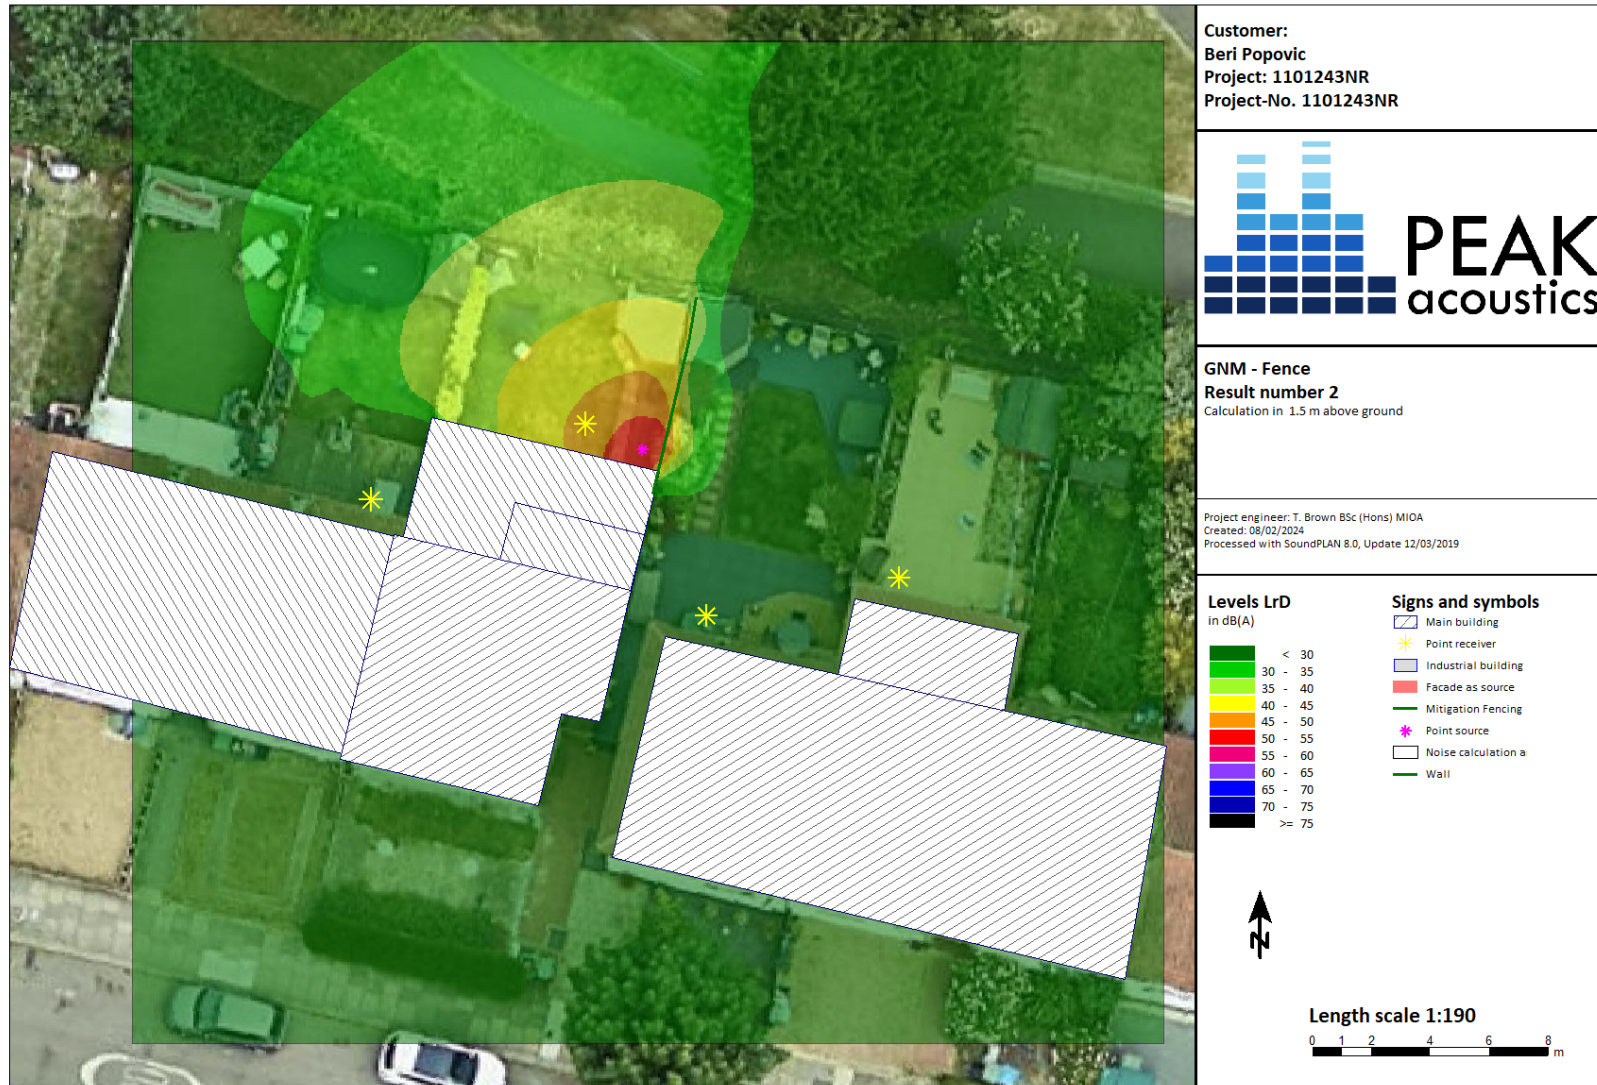 Customer:
Beri Popovic
Project: 1101243NR
Project-No. 1101243NR
PEAK
acoustics
GNM - Fence
Result number 2
Calculation in 1.5 m above ground
Project engineer: T. Brown BSc (Hons) MIOA
Created: 08/02/2024
Processed with SoundPLAN 8.0, Update 12/03/2019
Levels LrD
in dB(A)
< 30
30 - 35
35 - 40
40 - 45
45 - 50
50 - 55
55 - 60
60 - 65
65 - 70
70 - 75
>= 75
Signs and symbols
Main building
Point receiver
Industrial building
Facade as source
Mitigation Fencing
Point source
Noise calculation a
Wall
N
Length scale 1:190
0 1 2 4 6 8
m